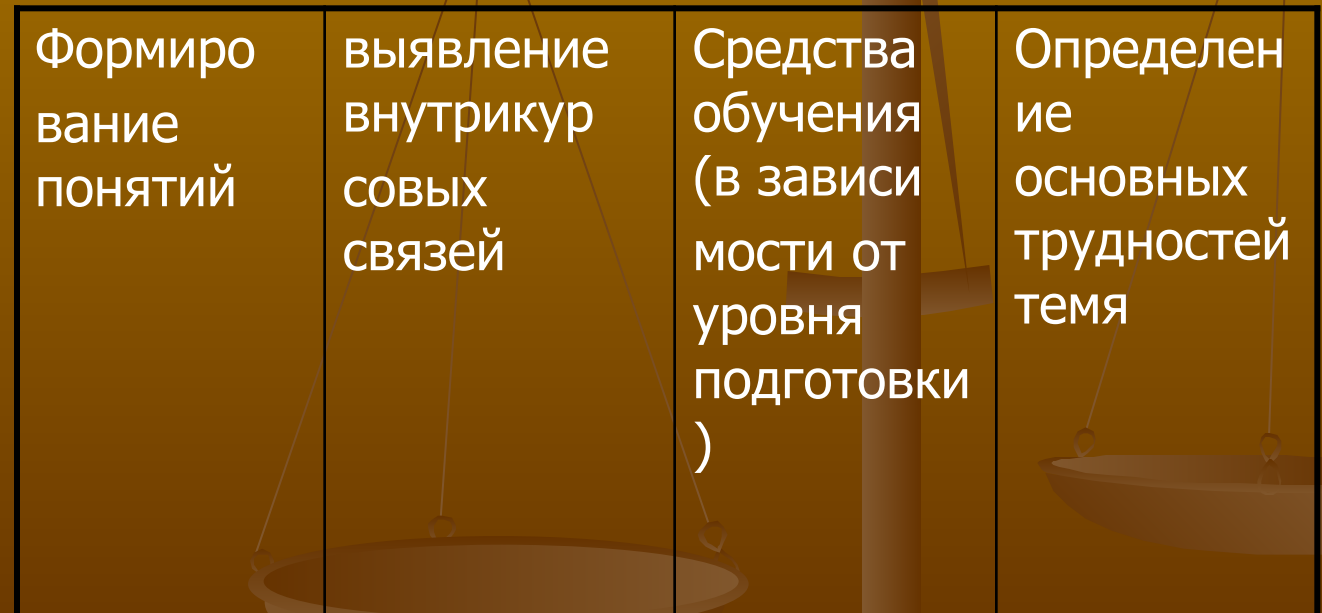 Формиро
вание
понятий
выявление
внутрикур
совых
связей
Средства
обучения
(в зависи
мости от
уровня
подготовки
)
Определен
ие
основных
трудностей
темя